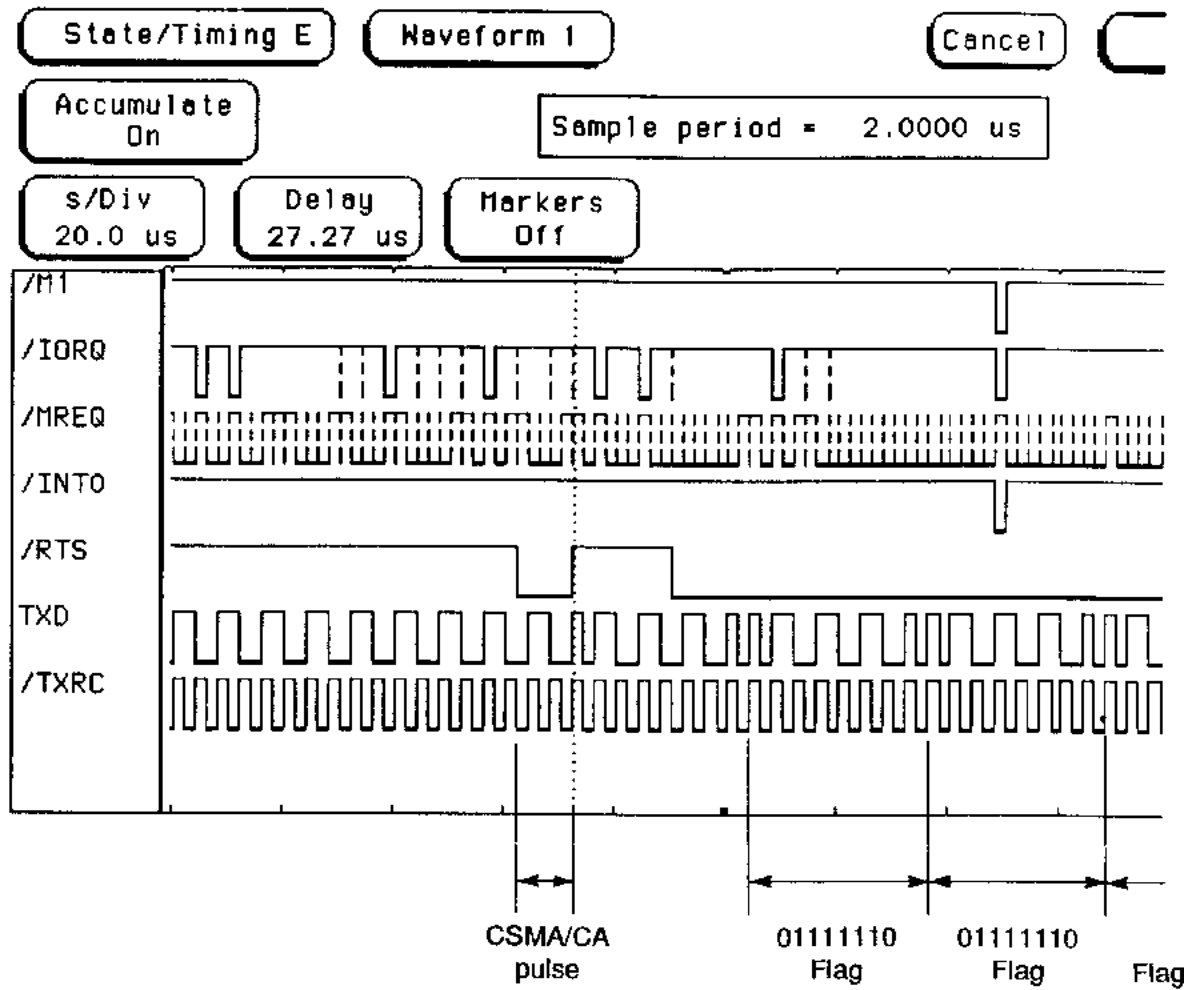 State/Timing E
Waveform 1
Cancel
Accumulate
On
Sample period = 2.0000 us
s/Div
20.0 us
Delay
27.27 us
Markers
Off
/M1
/IORQ
/MREQ
/INT0
/RTS
TXD
/TXRC
CSMA/CA
pulse
01111110
Flag
01111110
Flag
Flag